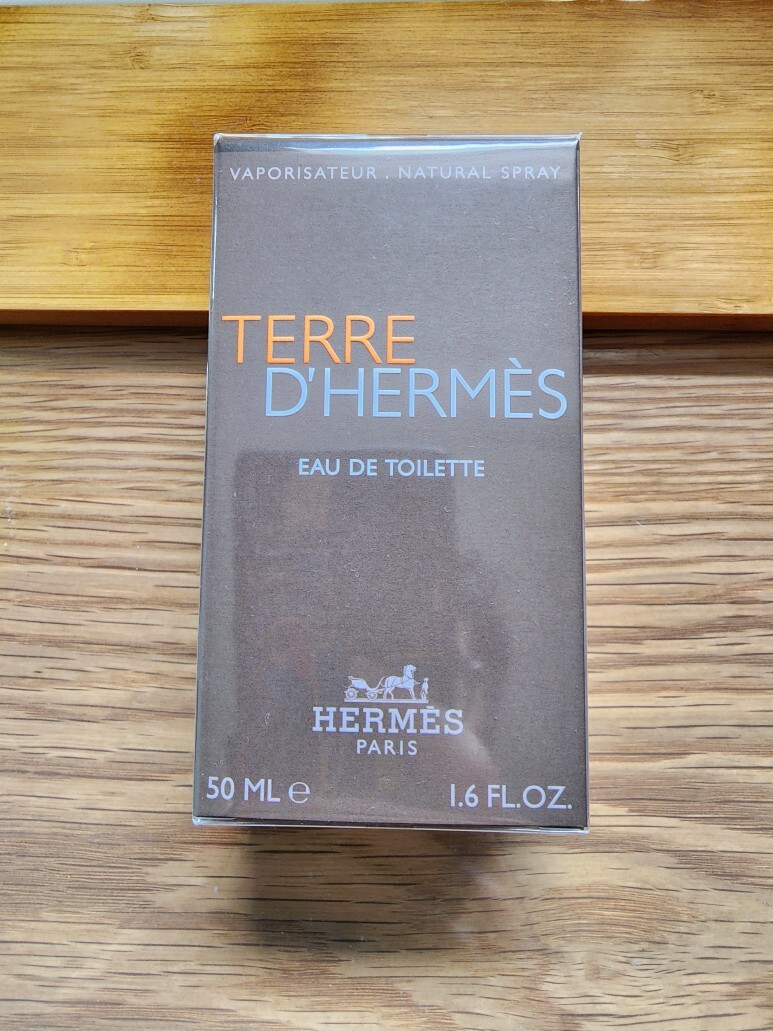 VAPORISATEUR . NATURAL SPRAY
TERRE
D'HERMÈS
EAU DE TOILETTE
HERMÈS
PARIS
50 ML ℮ 1.6 FL.OZ.